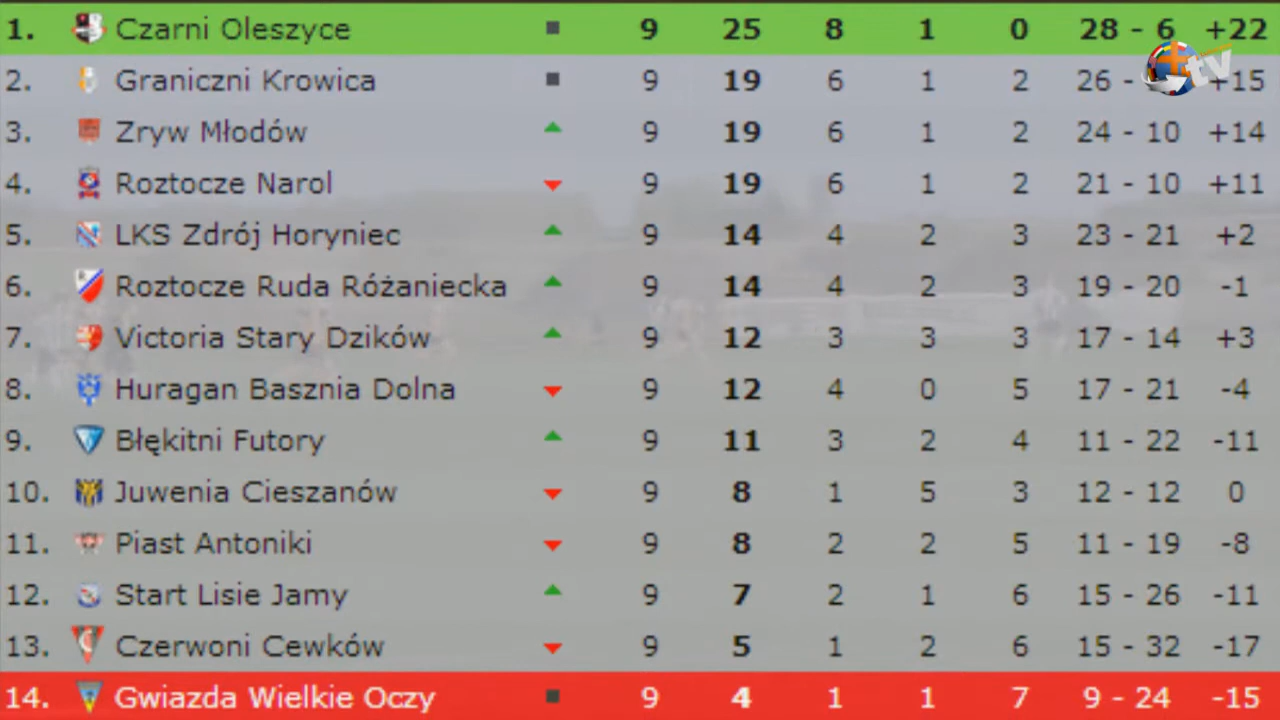 1. Czarni Oleszyce 9 25 8 1 0 28 - 6 +22
2. Graniczni Krowica 9 19 6 1 2 26 - +15
3. Zryw Młodów 9 19 6 1 2 24 - 10 +14
4. Roztocze Narol 9 19 6 1 2 21 - 10 +11
5. LKS Zdrój Horyniec 9 14 4 2 3 23 - 21 +2
6. Roztocze Ruda Różaniecka 9 14 4 2 3 19 - 20 -1
7. Victoria Stary Dzików 9 12 3 3 3 17 - 14 +3
8. Huragan Basznia Dolna 9 12 4 0 5 17 - 21 -4
9. Błękitni Futory 9 11 3 2 4 11 - 22 -11
10. Juwenia Cieszanów 9 8 1 5 3 12 - 12 0
11. Piast Antoniki 9 8 2 2 5 11 - 19 -8
12. Start Lisie Jamy 9 7 2 1 6 15 - 26 -11
13. Czerwoni Cewków 9 5 1 2 6 15 - 32 -17
14. Gwiazda Wielkie Oczy 9 4 1 1 7 9 - 24 -15
tv